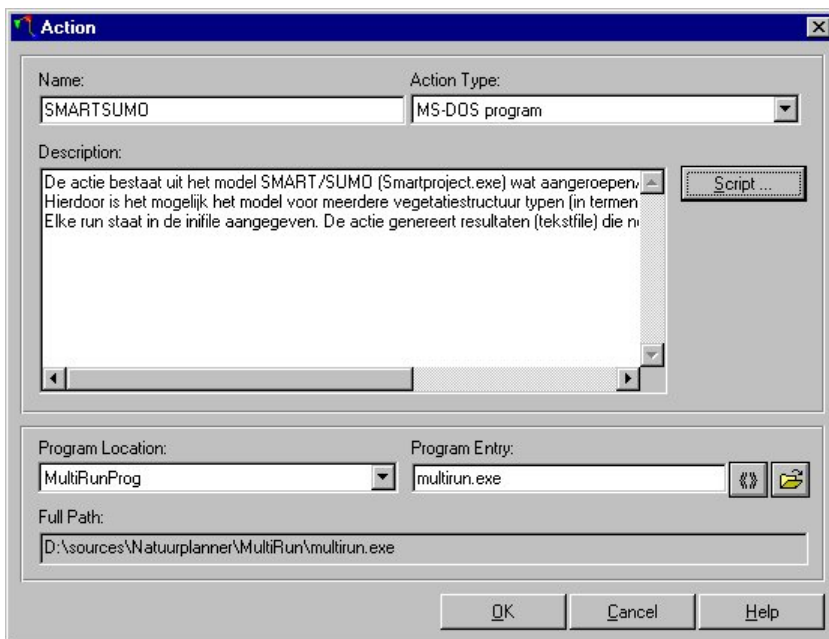 Action
Name:
Action Type:
SMARTSUMO
MS-DOS program
Description:
De actie bestaat uit het model SMART/SUMO (Smartproject.exe) wat aangeroepen
Hierdoor is het mogelijk het model voor meerdere vegetatiestructuur typen (in termen
Elke run staat in de inifile aangegeven. De actie genereert resultaten (tekstfile) die
Script ...
Program Location:
Program Entry:
MultiRunProg
multirun.exe
Full Path:
D:\sources\Natuurplanner\MultiRun\multirun.exe
OK
Cancel
Help